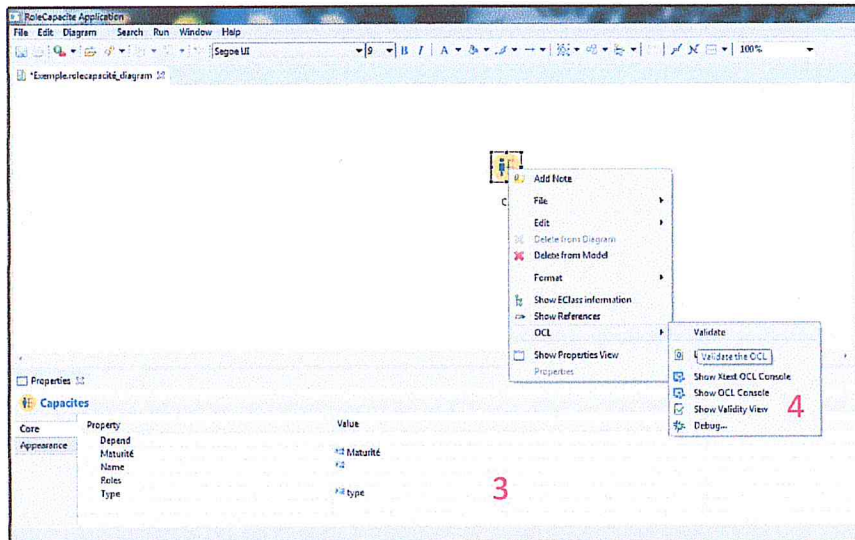 RoleCapacite Application
File Edit Diagram Search Run Window Help
Segoe UI 9 B I A 100%
*Exemple.rolecapacité_diagram
C
Add Note
File
Edit
Delete from Diagram
Delete from Model
Format
Show EClass information
Show References
OCL
Show Properties View
Properties
Validate
Validate the OCL
Show Xtext OCL Console
Show OCL Console
Show Validity View
Debug...
4
Properties
Capacites
Core
Appearance
Property Value
Depend
Maturité Maturité
Name
Roles
Type type
3